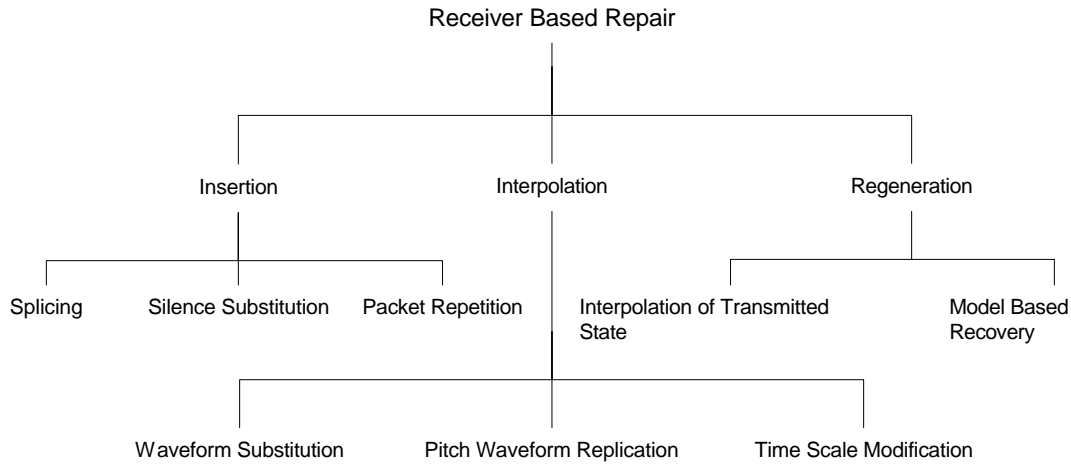 Receiver Based Repair
Insertion
Interpolation
Regeneration
Splicing
Silence Substitution
Packet Repetition
Interpolation of Transmitted
State
Model Based
Recovery
Waveform Substitution
Pitch Waveform Replication
Time Scale Modification